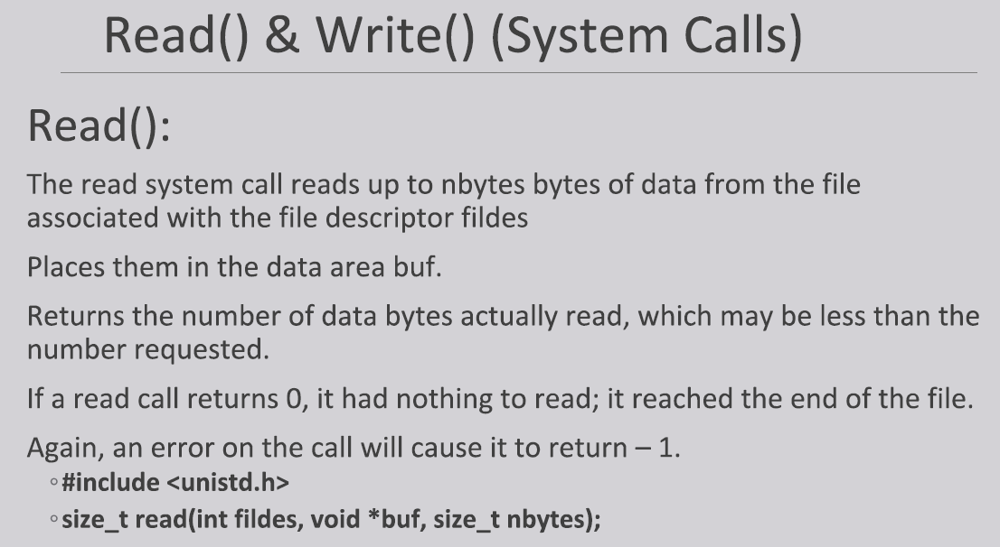 Read() & Write() (System Calls)
Read():
The read system call reads up to nbytes bytes of data from the file
associated with the file descriptor fildes
Places them in the data area buf.
Returns the number of data bytes actually read, which may be less than the
number requested.
If a read call returns 0, it had nothing to read; it reached the end of the file.
Again, an error on the call will cause it to return – 1.
◦#include <unistd.h>
◦size_t read(int fildes, void *buf, size_t nbytes);